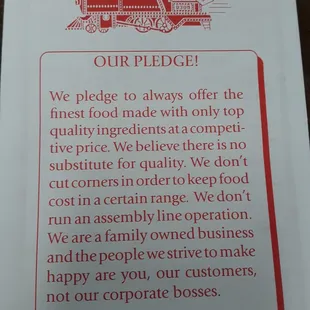 OUR PLEDGE!
We pledge to always offer the
finest food made with only top
quality ingredients at a competi-
tive price. We believe there is no
substitute for quality. We don't
cut corners in order to keep food
cost in a certain range. We don't
run an assembly line operation.
We are a family owned business
and the people we strive to make
happy are you, our customers,
not our corporate bosses.